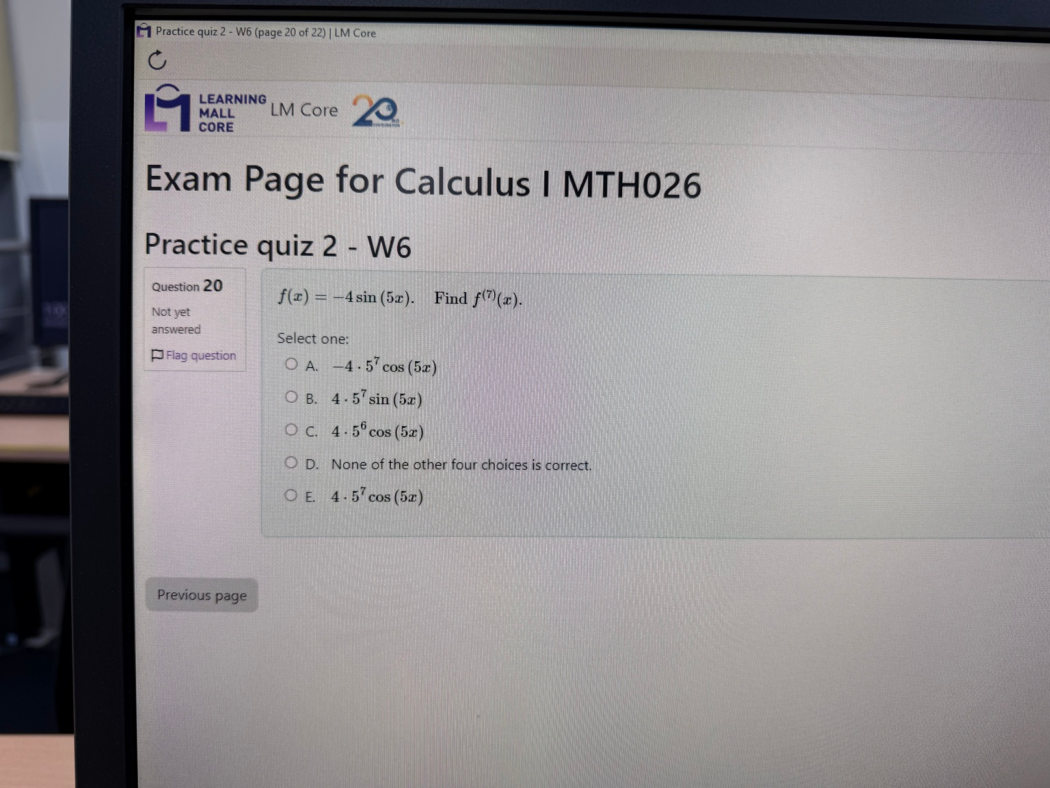 Practice quiz 2 - W6 (page 20 of 22) | LM Core
LEARNING
MALL
CORE
LM Core
20
Exam Page for Calculus I MTH026
Practice quiz 2 - W6
Question 20
Not yet
answered
Flag question
f(x) = −4 sin (5x). Find f⁽⁷⁾(x).
Select one:
A. −4 · 5⁷ cos (5x)
B. 4 · 5⁷ sin (5x)
C. 4 · 5⁶ cos (5x)
D. None of the other four choices is correct.
E. 4 · 5⁷ cos (5x)
Previous page